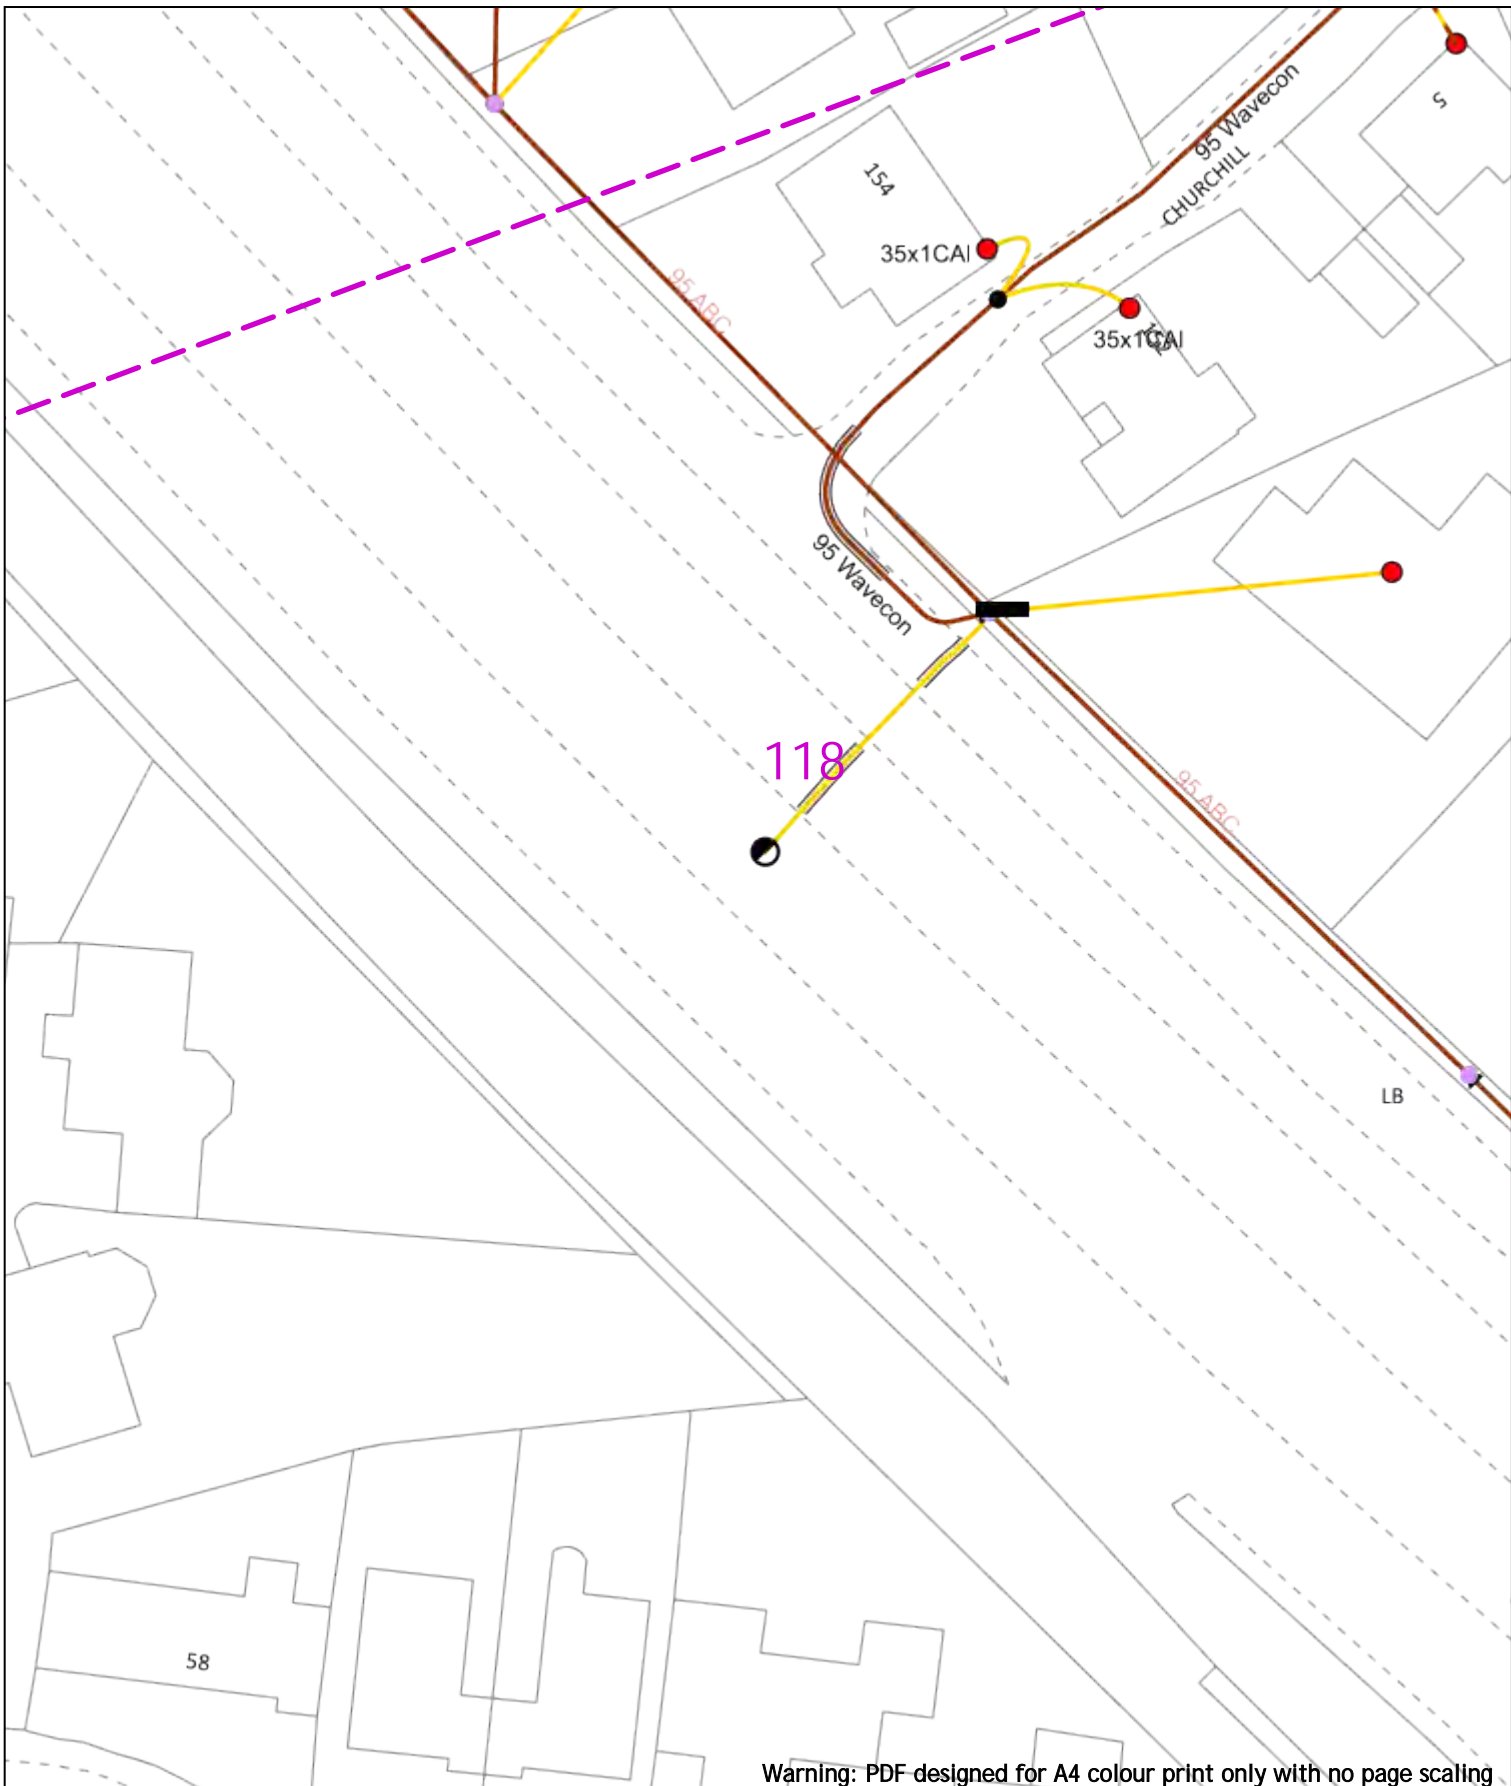 5
95 Wavecon
154
CHURCHILL
35x1CAl
95 ABC
35x1CAl
95 Wavecon
118
95 ABC
LB
58
Warning: PDF designed for A4 colour print only with no page scaling